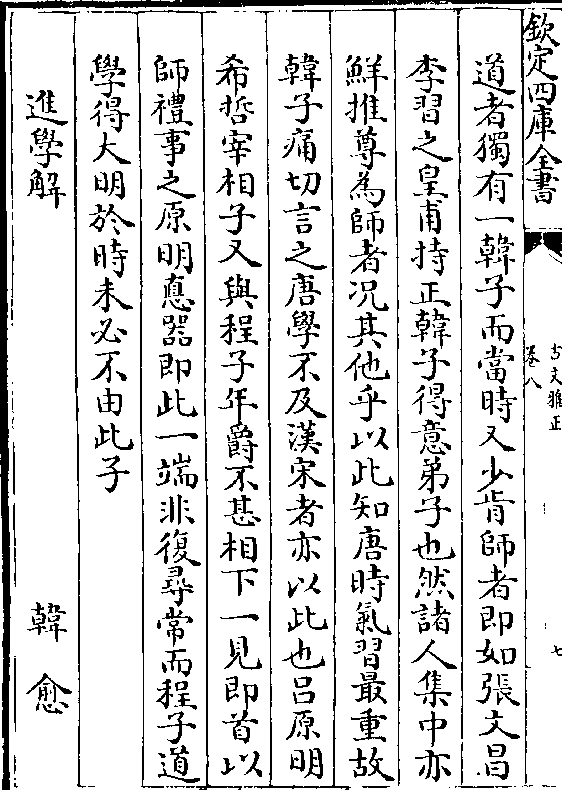 欽定四庫全書
古文雅正
卷八
七
道者獨有一韓子而當時又少肯師者即如張文昌
李習之皇甫持正韓子得意弟子也然諸人集中亦
鮮推尊為師者况其他乎以此知唐時氣習最重故
韓子痛切言之唐學不及漢宋者亦以此也吕原明
希哲宰相子又與程子年爵不甚相下一見即首以
師禮事之原明悳器即此一端非復尋常而程子道
學得大明於時未必不由此子
進學解 韓愈